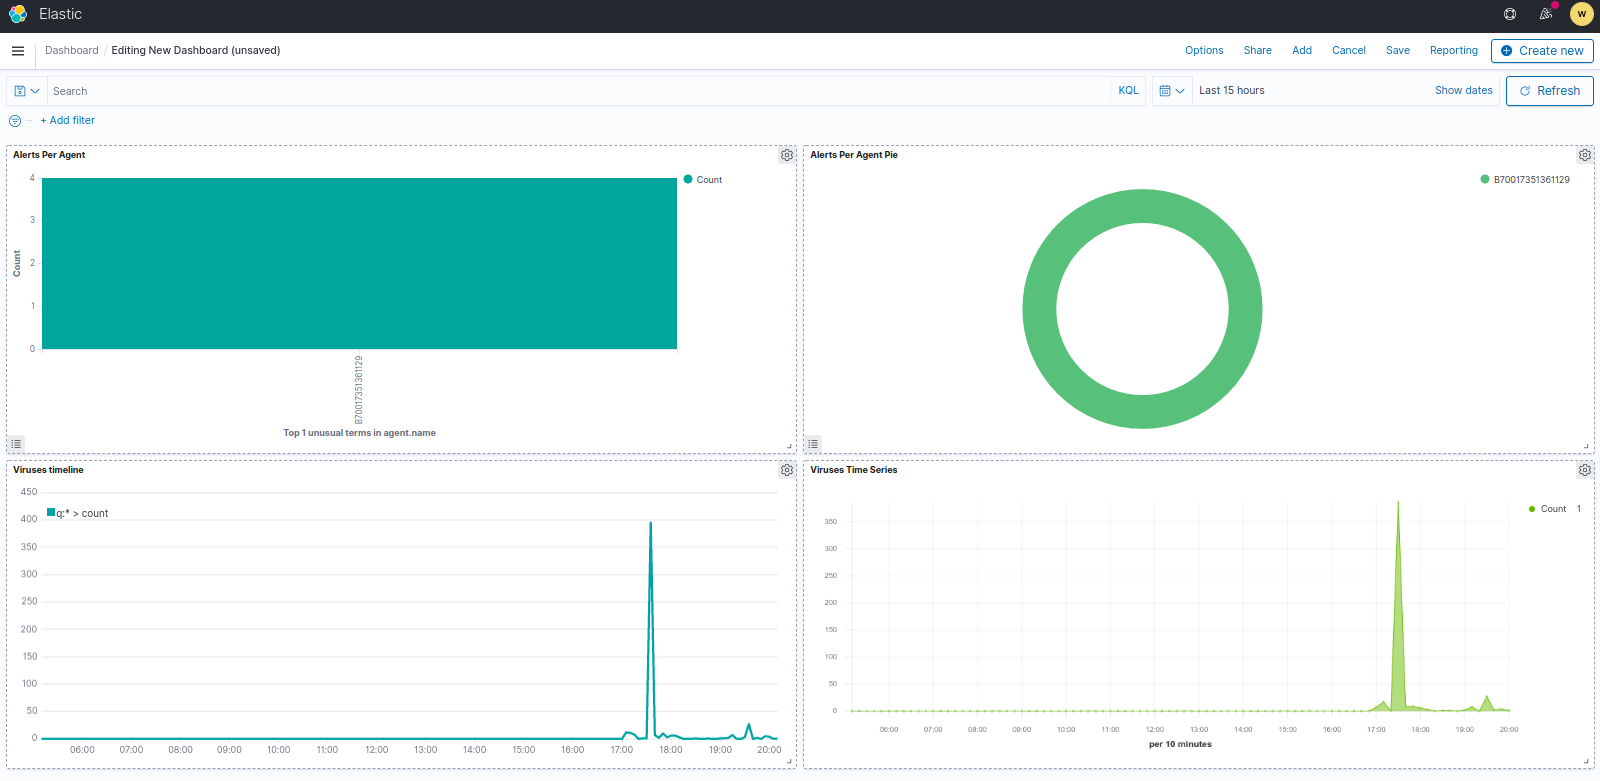 Elastic
W
Dashboard / Editing New Dashboard (unsaved)
Options Share Add Cancel Save Reporting Create new
Search KQL Last 15 hours Show dates Refresh
+ Add filter
Alerts Per Agent
4
3
2
1
0
Count
Count
B70017351361129
Top 1 unusual terms in agent.name
Alerts Per Agent Pie
B70017351361129
Viruses timeline
450
400
350
300
250
200
150
100
50
0
q:* > count
06:00 07:00 08:00 09:00 10:00 11:00 12:00 13:00 14:00 15:00 16:00 17:00 18:00 19:00 20:00
Viruses Time Series
350
300
250
200
150
100
50
0
Count 1
06:00 07:00 08:00 09:00 10:00 11:00 12:00 13:00 14:00 15:00 16:00 17:00 18:00 19:00 20:00
per 10 minutes